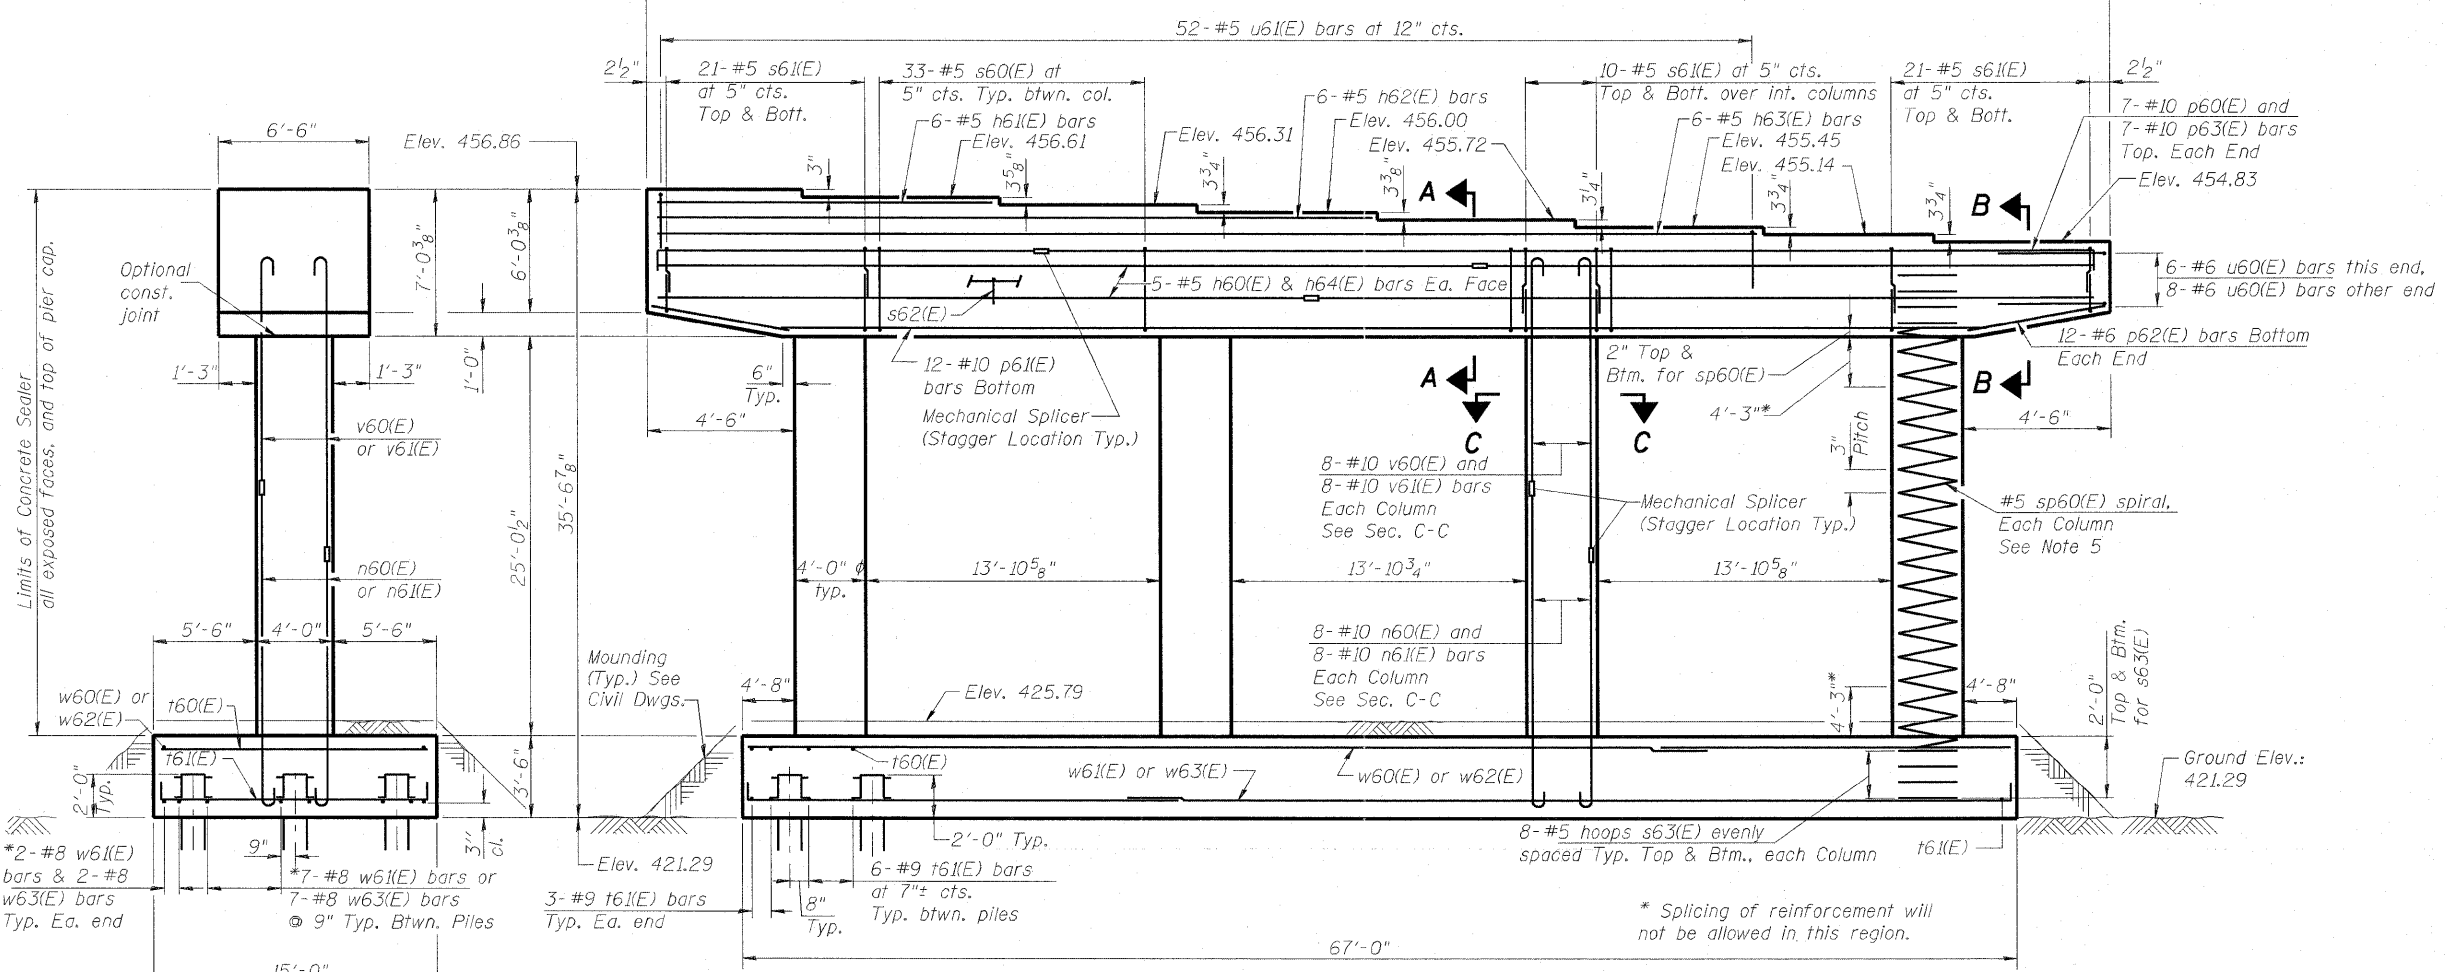 52-#5 u61(E) bars at 12" cts.
2½"
21-#5 s61(E)
at 5" cts.
Top & Bott.
33-#5 s60(E) at
5" cts. Typ. btwn. col.
6-#5 h61(E) bars
Elev. 456.61
3"
3⅝"
Elev. 456.31
6-#5 h62(E) bars
Elev. 456.00
Elev. 455.72
3¾"
3⅜"
10-#5 s61(E) at 5" cts.
Top & Bott. over int. columns
6-#5 h63(E) bars
Elev. 455.45
Elev. 455.14
3¼"
3¾"
3¾"
21-#5 s61(E)
at 5" cts.
Top & Bott.
2½"
7-#10 p60(E) and
7-#10 p63(E) bars
Top. Each End
Elev. 454.83
6'-6"
Elev. 456.86
A
B
Limits of Concrete Sealer
all exposed faces, and top of pier cap.
Optional
const.
joint
7'-0⅜"
6'-0⅜"
1'-0"
5-#5 h60(E) & h64(E) bars Ea. Face
s62(E)
6-#6 u60(E) bars this end,
8-#6 u60(E) bars other end
12-#6 p62(E) bars Bottom
Each End
1'-3"
1'-3"
6"
Typ.
4'-6"
12-#10 p61(E)
bars Bottom
Mechanical Splicer
(Stagger Location Typ.)
2" Top &
Btm. for sp60(E)
4'-3"*
A
B
C
C
4'-6"
3"
Pitch
v60(E)
or v61(E)
25'-0½"
35'-6⅞"
8-#10 v60(E) and
8-#10 v61(E) bars
Each Column
See Sec. C-C
Mechanical Splicer
(Stagger Location Typ.)
#5 sp60(E) spiral,
Each Column
See Note 5
n60(E)
or n61(E)
4'-0" ϕ
typ.
13'-10⅝"
13'-10¾"
13'-10⅝"
5'-6"
4'-0"
5'-6"
8-#10 n60(E) and
8-#10 n61(E) bars
Each Column
See Sec. C-C
Mounding
(Typ.) See
Civil Dwgs.
4'-8"
Elev. 425.79
4'-3"*
4'-8"
2'-0"
Top & Btm.
for s63(E)
w60(E) or
w62(E)
t60(E)
t61(E)
2'-0"
Typ.
3'-6"
t60(E)
w61(E) or w63(E)
w60(E) or w62(E)
Ground Elev.:
421.29
9"
3"
cl.
Elev. 421.29
2'-0" Typ.
8-#5 hoops s63(E) evenly
spaced Typ. Top & Btm., each Column
t61(E)
*2-#8 w61(E)
bars & 2-#8
w63(E) bars
Typ. Ea. end
*7-#8 w61(E) bars or
7-#8 w63(E) bars
@ 9" Typ. Btwn. Piles
3-#9 t61(E) bars
Typ. Ea. end
8"
Typ.
6-#9 t61(E) bars
at 7"± cts.
Typ. btwn. piles
* Splicing of reinforcement will
not be allowed in this region.
67'-0"
15'-0"